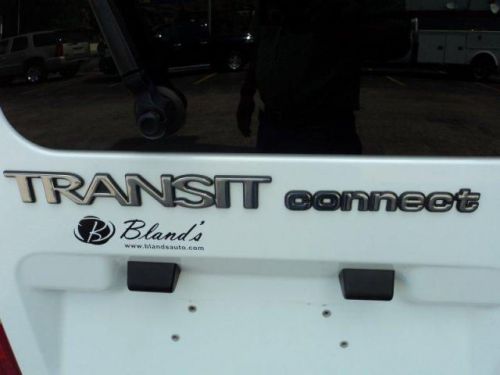 TRANSIT connect
B Bland's
www.blandsauto.com